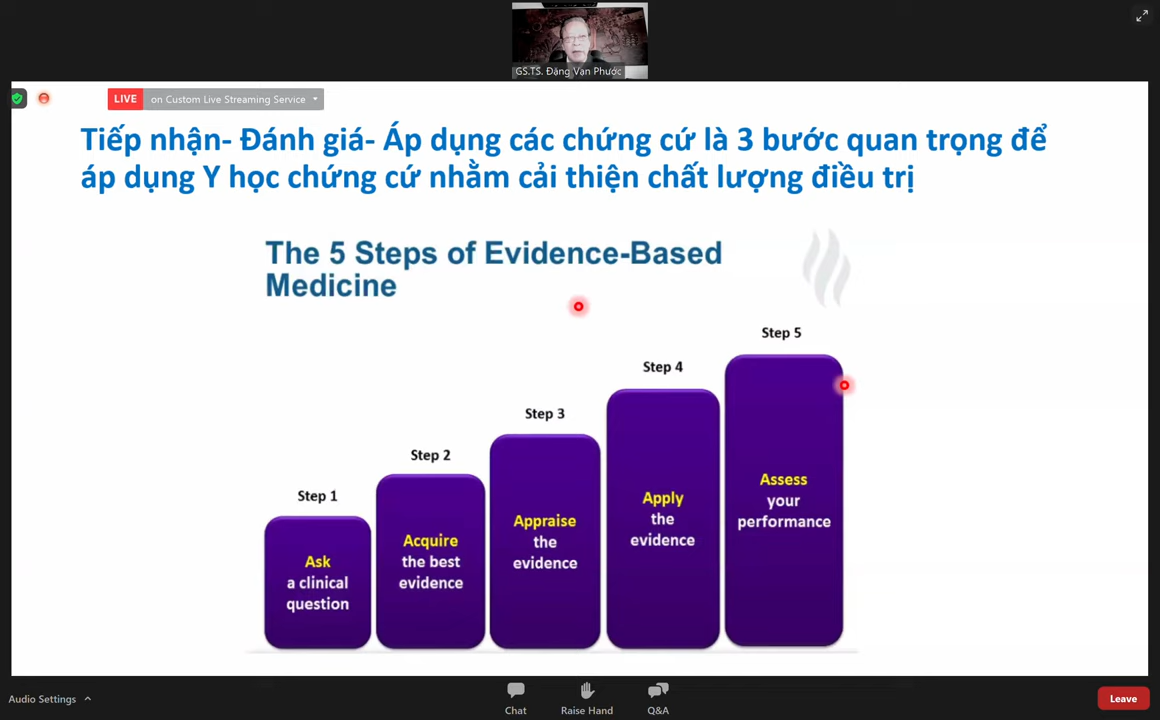 GS.TS. Đặng Vạn Phước
LIVE on Custom Live Streaming Service
Tiếp nhận- Đánh giá- Áp dụng các chứng cứ là 3 bước quan trọng để
áp dụng Y học chứng cứ nhằm cải thiện chất lượng điều trị
The 5 Steps of Evidence-Based
Medicine
Step 1
Ask
a clinical
question
Step 2
Acquire
the best
evidence
Step 3
Appraise
the
evidence
Step 4
Apply
the
evidence
Step 5
Assess
your
performance
Audio Settings
Chat
Raise Hand
Q&A
Leave